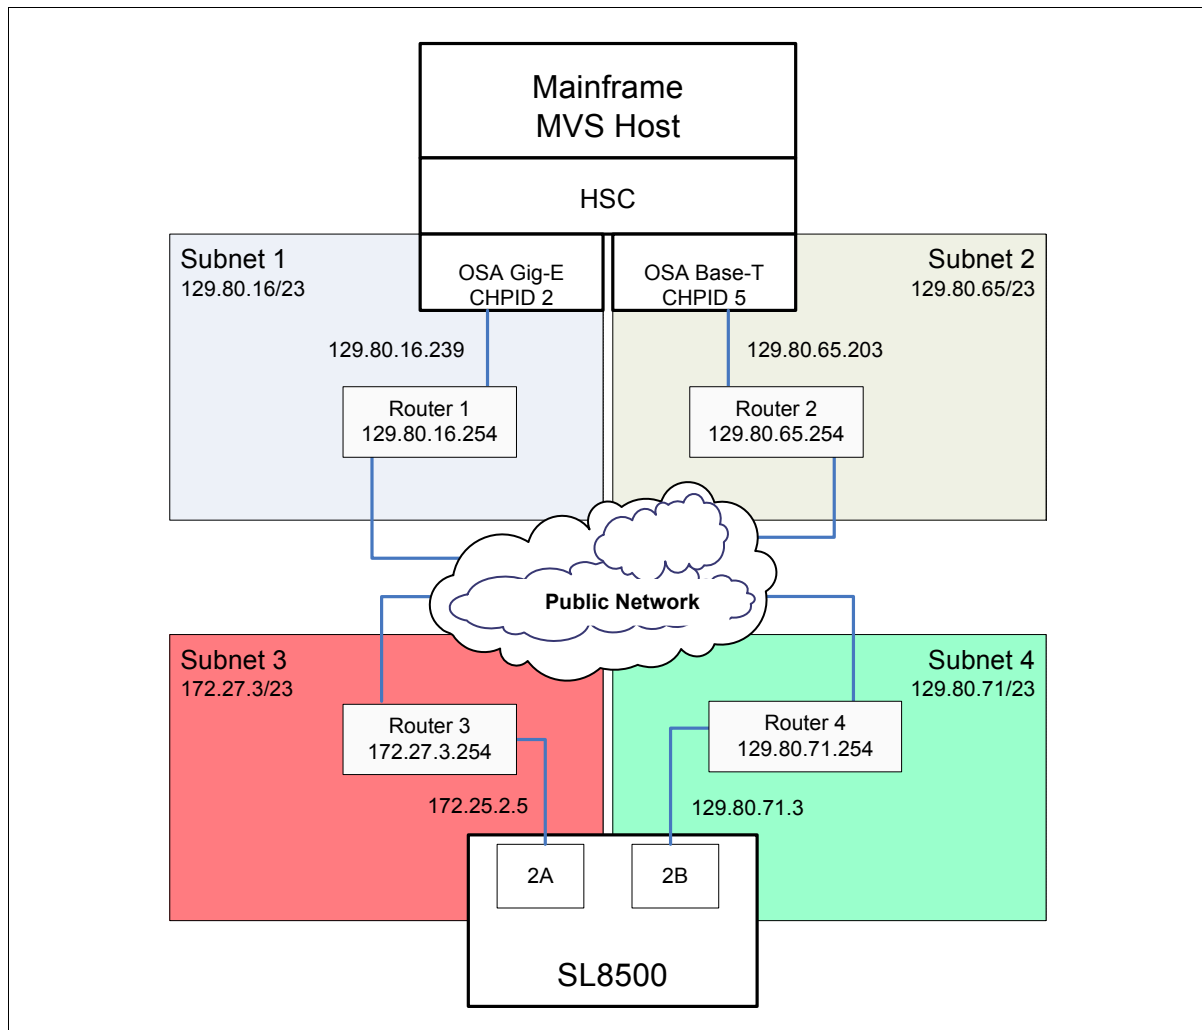 Mainframe
MVS Host
HSC
Subnet 1
129.80.16/23
OSA Gig-E
CHPID 2
OSA Base-T
CHPID 5
Subnet 2
129.80.65/23
129.80.16.239
129.80.65.203
Router 1
129.80.16.254
Router 2
129.80.65.254
Public Network
Subnet 3
172.27.3/23
Subnet 4
129.80.71/23
Router 3
172.27.3.254
Router 4
129.80.71.254
172.25.2.5
129.80.71.3
2A
2B
SL8500